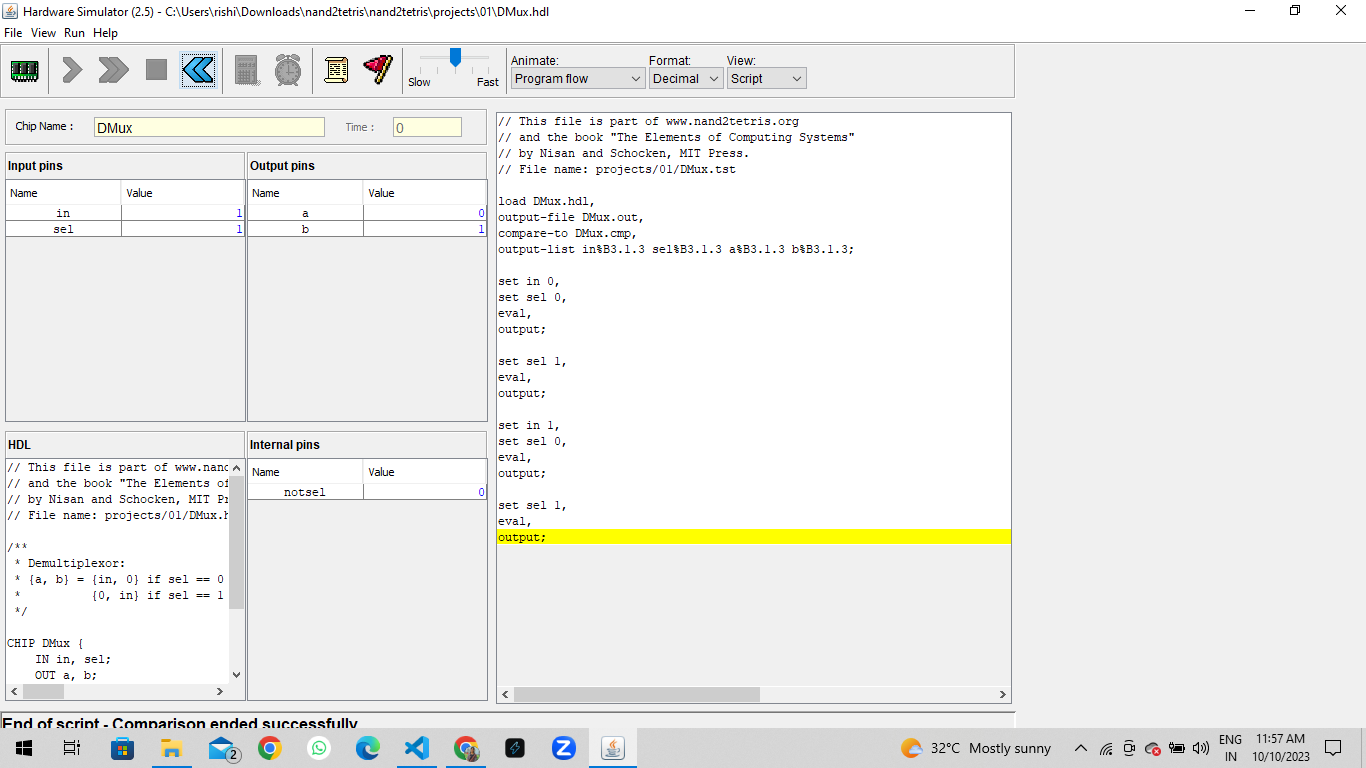 Hardware Simulator (2.5) - C:\Users\rishi\Downloads\nand2tetris\nand2tetris\projects\01\DMux.hdl
File View Run Help
Slow Fast
Animate: Format: View:
Program flow Decimal Script
Chip Name : DMux Time : 0
Input pins
Name Value
in 1
sel 1
Output pins
Name Value
a 0
b 1
HDL
// This file is part of www.nand
// and the book "The Elements of
// by Nisan and Schocken, MIT Pr
// File name: projects/01/DMux.h
/**
* Demultiplexor:
* {a, b} = {in, 0} if sel == 0
* {0, in} if sel == 1
*/
CHIP DMux {
IN in, sel;
OUT a, b;
Internal pins
Name Value
notsel 0
// This file is part of www.nand2tetris.org
// and the book "The Elements of Computing Systems"
// by Nisan and Schocken, MIT Press.
// File name: projects/01/DMux.tst
load DMux.hdl,
output-file DMux.out,
compare-to DMux.cmp,
output-list in%B3.1.3 sel%B3.1.3 a%B3.1.3 b%B3.1.3;
set in 0,
set sel 0,
eval,
output;
set sel 1,
eval,
output;
set in 1,
set sel 0,
eval,
output;
set sel 1,
eval,
output;
End of script - Comparison ended successfully
2
32°C Mostly sunny
ENG
IN
11:57 AM
10/10/2023